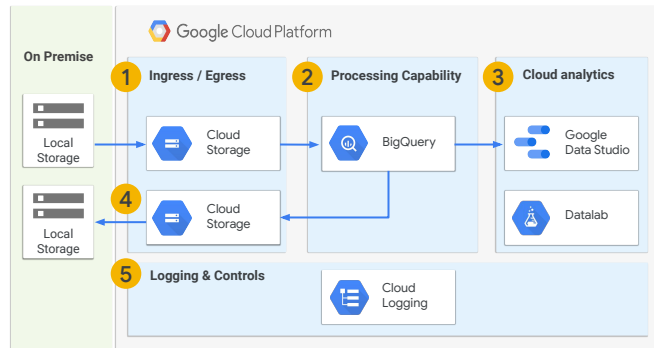 Google Cloud Platform
On Premise
1
Ingress / Egress
2
Processing Capability
3
Cloud analytics
Local
Storage
Cloud
Storage
BigQuery
Google
Data Studio
Local
Storage
4
Cloud
Storage
Datalab
5
Logging & Controls
Cloud
Logging